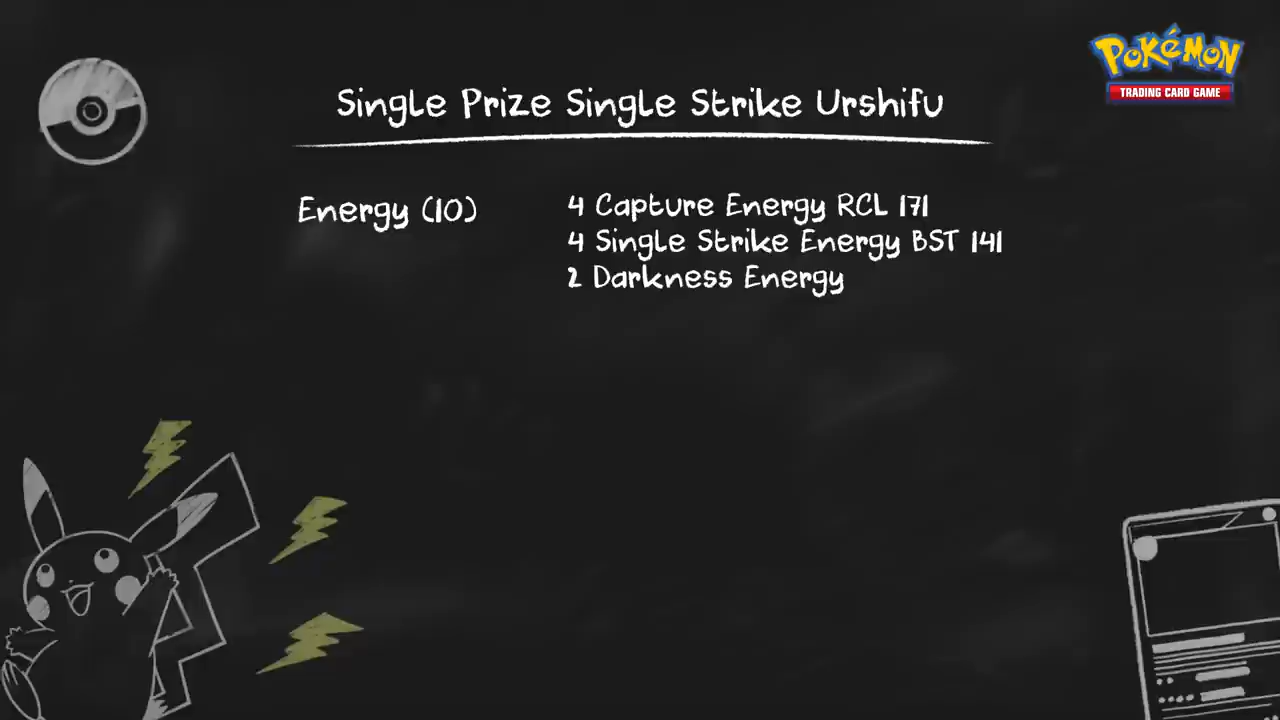 POKéMON
TRADING CARD GAME
Single Prize Single Strike Urshifu
Energy (10)
4 Capture Energy RCL 171
4 Single Strike Energy BST 141
2 Darkness Energy